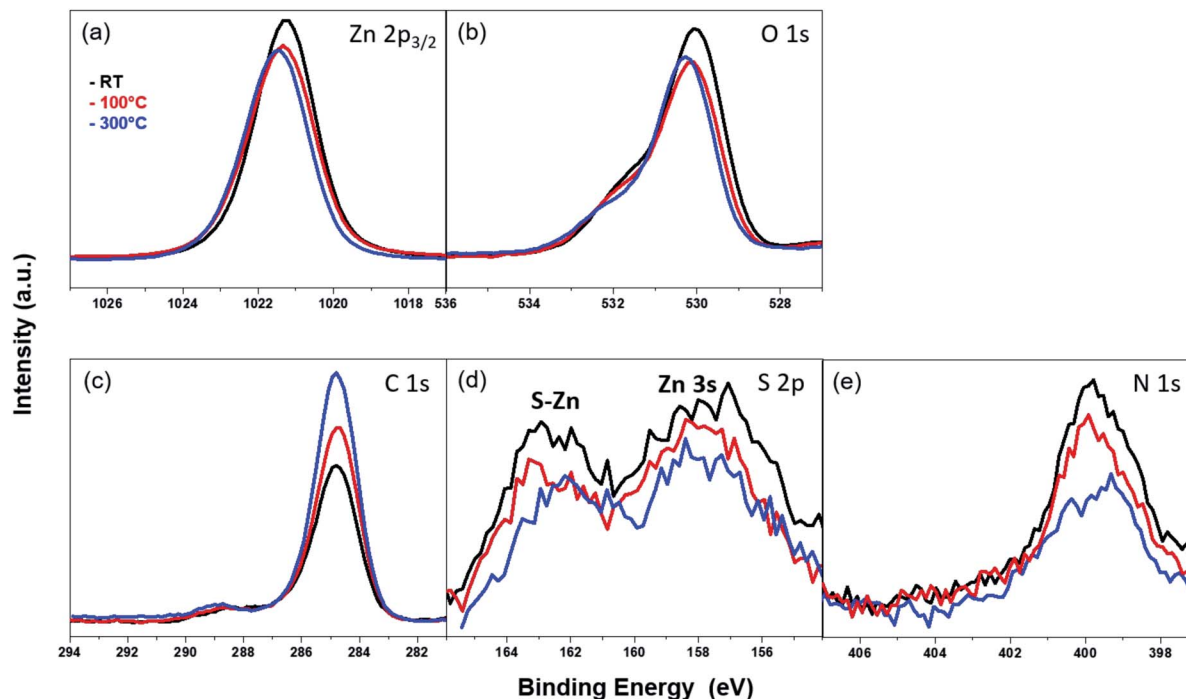 (a) Zn 2p3/2
- RT
- 100°C
- 300°C
1026 1024 1022 1020 1018
(b) O 1s
536 534 532 530 528
Intensity (a.u.)
(c) C 1s
294 292 290 288 286 284 282
(d) S 2p
S-Zn Zn 3s
164 162 160 158 156
(e) N 1s
406 404 402 400 398
Binding Energy (eV)